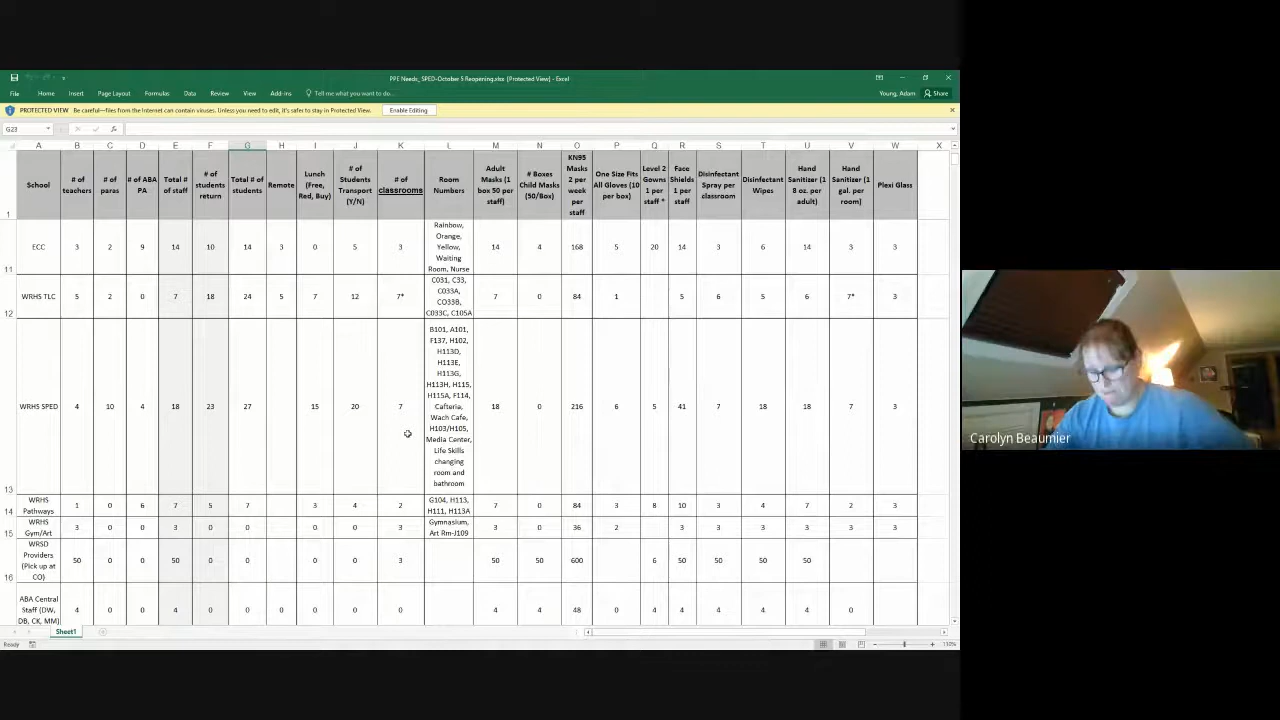 PPE Needs_ SPED-October 5 Reopening.xlsx [Protected View] - Excel
Young, Adam
Share
File Home Insert Page Layout Formulas Data Review View Add-ins Tell me what you want to do...
PROTECTED VIEW Be careful—files from the Internet can contain viruses. Unless you need to edit, it's safer to stay in Protected View. Enable Editing
G23
A B C D E F G H I J K L M N O P Q R S T U V W X
1 School # of teachers # of paras # of ABA PA Total # of staff # of students return Total # of students Remote Lunch (Free, Red, Buy) # of Students Transport (Y/N) # of classrooms Room Numbers Adult Masks (1 box 50 per staff) # Boxes Child Masks (50/Box) KN95 Masks 2 per week per staff One Size Fits All Gloves (10 per box) Level 2 Gowns 1 per staff * Face Shields 1 per staff Disinfectant Spray per classroom Disinfectant Wipes Hand Sanitizer (1 8 oz. per adult) Hand Sanitizer (1 gal. per room) Plexi Glass
11 ECC 3 2 9 14 10 14 3 0 5 3 Rainbow, Orange, Yellow, Waiting Room, Nurse 14 4 168 5 20 14 3 6 14 3 3
12 WRHS TLC 5 2 0 7 18 24 5 7 12 7* C031, C33, C033A, CO33B, C033C, C105A 7 0 84 1 5 6 5 6 7* 3
13 WRHS SPED 4 10 4 18 23 27 15 20 7 B101, A101, F137, H102, H113D, H113E, H113G, H113H, H115, H115A, F114, Cafteria, Wach Cafe, H103/H105, Media Center, Life Skills changing room and bathroom 18 0 216 6 5 41 7 18 18 7 3
14 WRHS Pathways 1 0 6 7 5 7 3 4 2 G104, H113, H111, H113A 7 0 84 3 8 10 3 4 7 2 3
15 WRHS Gym/Art 3 0 0 3 0 0 0 0 3 Gymnasium, Art Rm-J109 3 0 36 2 3 3 3 3 3 3
16 WRSD Providers (Pick up at CO) 50 0 0 50 0 0 0 0 3 50 50 600 6 50 50 50 50
ABA Central Staff (DW, DB, CK, MM) 4 0 0 4 0 0 0 0 0 0 4 4 48 0 4 4 4 4 4 0
Sheet1
Ready
110%
Carolyn Beaumier